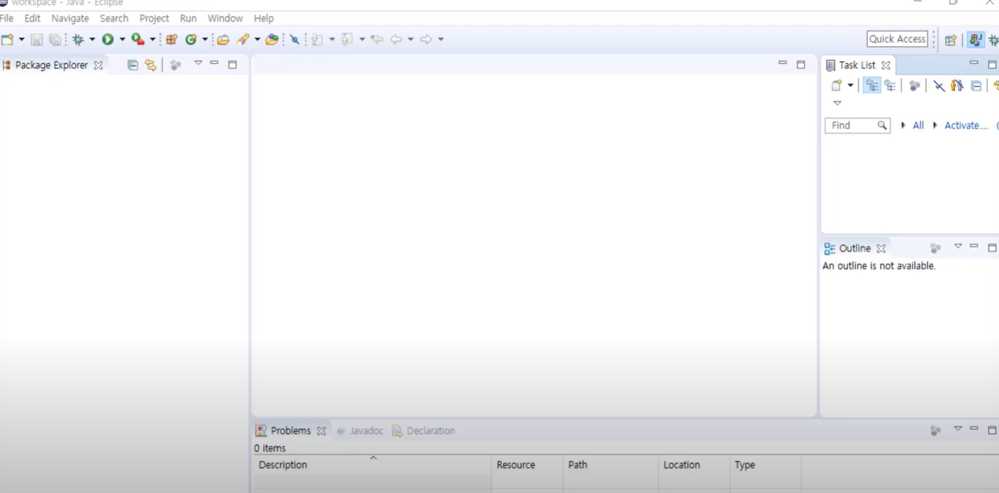 workspace - Java - Eclipse
File Edit Navigate Search Project Run Window Help
Quick Access
Package Explorer
Task List
Find All Activate....
Outline
An outline is not available.
Problems @ Javadoc Declaration
0 items
Description Resource Path Location Type